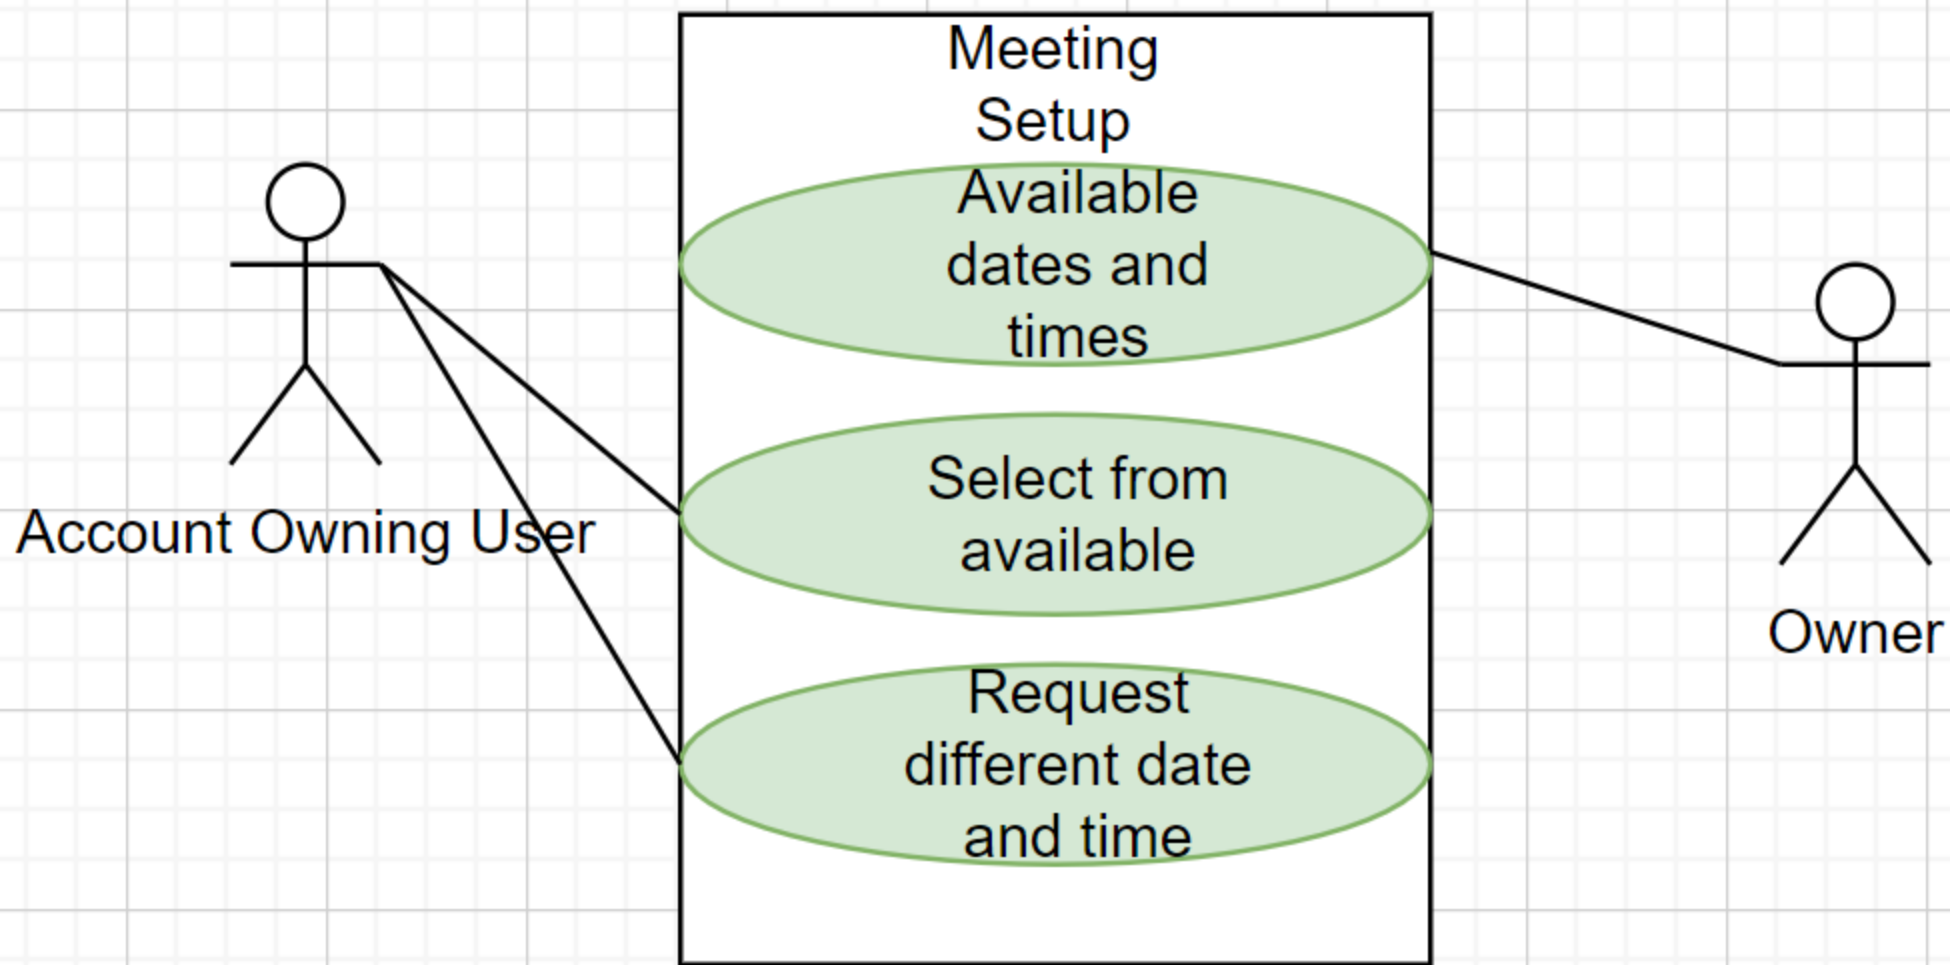 Meeting
Setup
Available
dates and
times
Select from
available
Account Owning User
Owner
Request
different date
and time